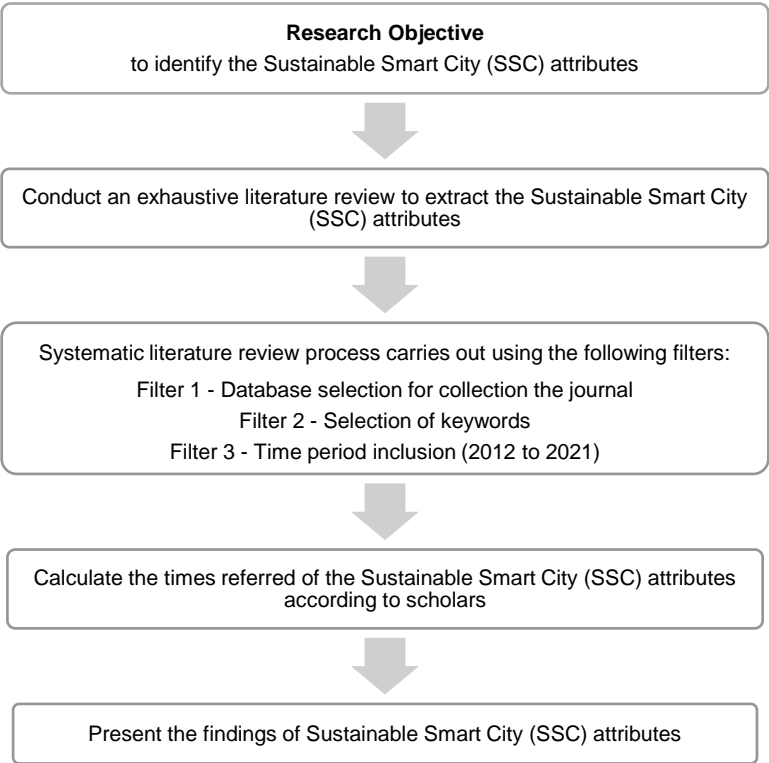 Research Objective
to identify the Sustainable Smart City (SSC) attributes
Conduct an exhaustive literature review to extract the Sustainable Smart City
(SSC) attributes
Systematic literature review process carries out using the following filters:
Filter 1 - Database selection for collection the journal
Filter 2 - Selection of keywords
Filter 3 - Time period inclusion (2012 to 2021)
Calculate the times referred of the Sustainable Smart City (SSC) attributes
according to scholars
Present the findings of Sustainable Smart City (SSC) attributes